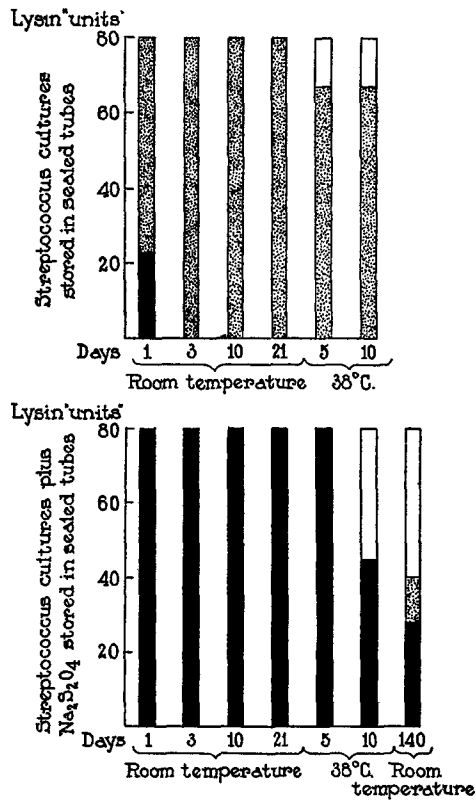 Lysin "units"
Streptococcus cultures
stored in sealed tubes
80
60
40
20
Days 1 3 10 21 5 10
Room temperature 38°C.
Lysin "units"
Streptococcus cultures plus
Na₂S₂O₄ stored in sealed tubes
80
60
40
20
Days 1 3 10 21 5 10 140
Room temperature 38°C. Room
temperature